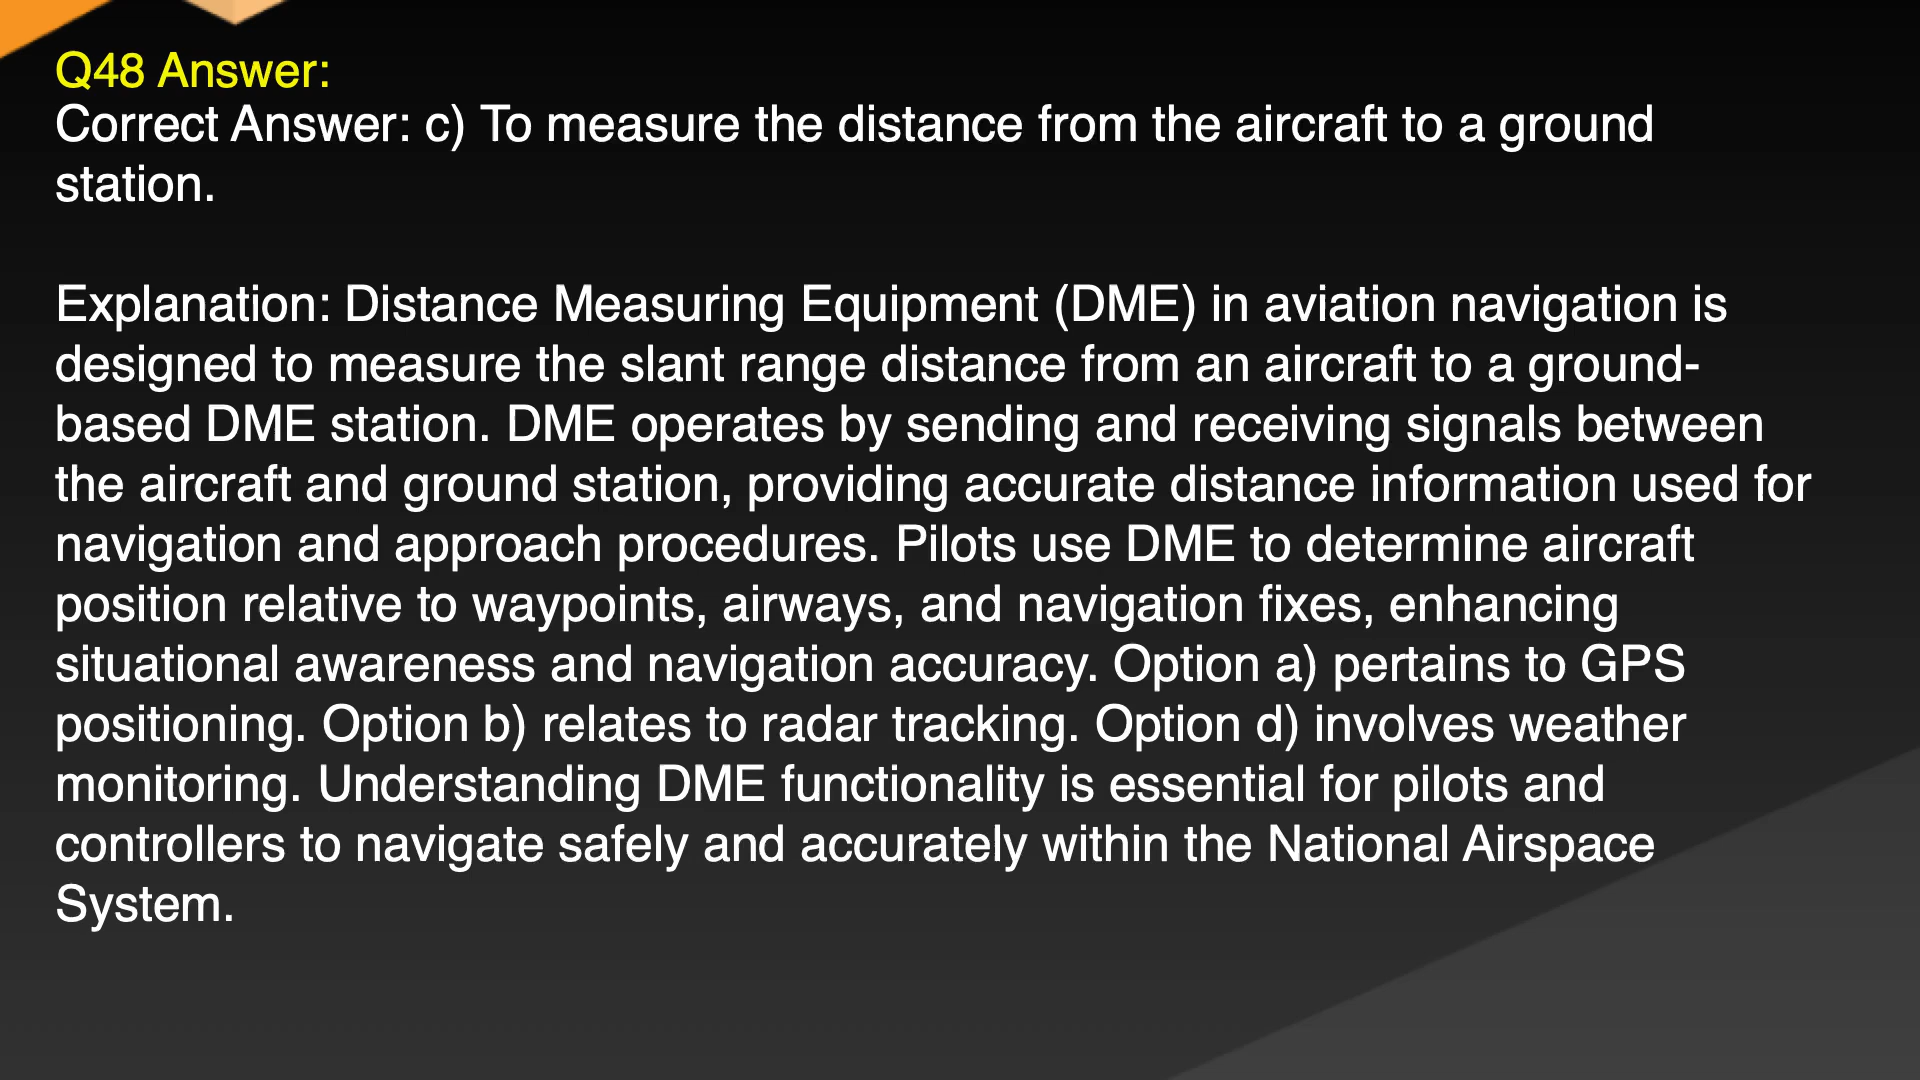 Q48 Answer:
Correct Answer: c) To measure the distance from the aircraft to a ground
station.
Explanation: Distance Measuring Equipment (DME) in aviation navigation is
designed to measure the slant range distance from an aircraft to a ground-
based DME station. DME operates by sending and receiving signals between
the aircraft and ground station, providing accurate distance information used for
navigation and approach procedures. Pilots use DME to determine aircraft
position relative to waypoints, airways, and navigation fixes, enhancing
situational awareness and navigation accuracy. Option a) pertains to GPS
positioning. Option b) relates to radar tracking. Option d) involves weather
monitoring. Understanding DME functionality is essential for pilots and
controllers to navigate safely and accurately within the National Airspace
System.